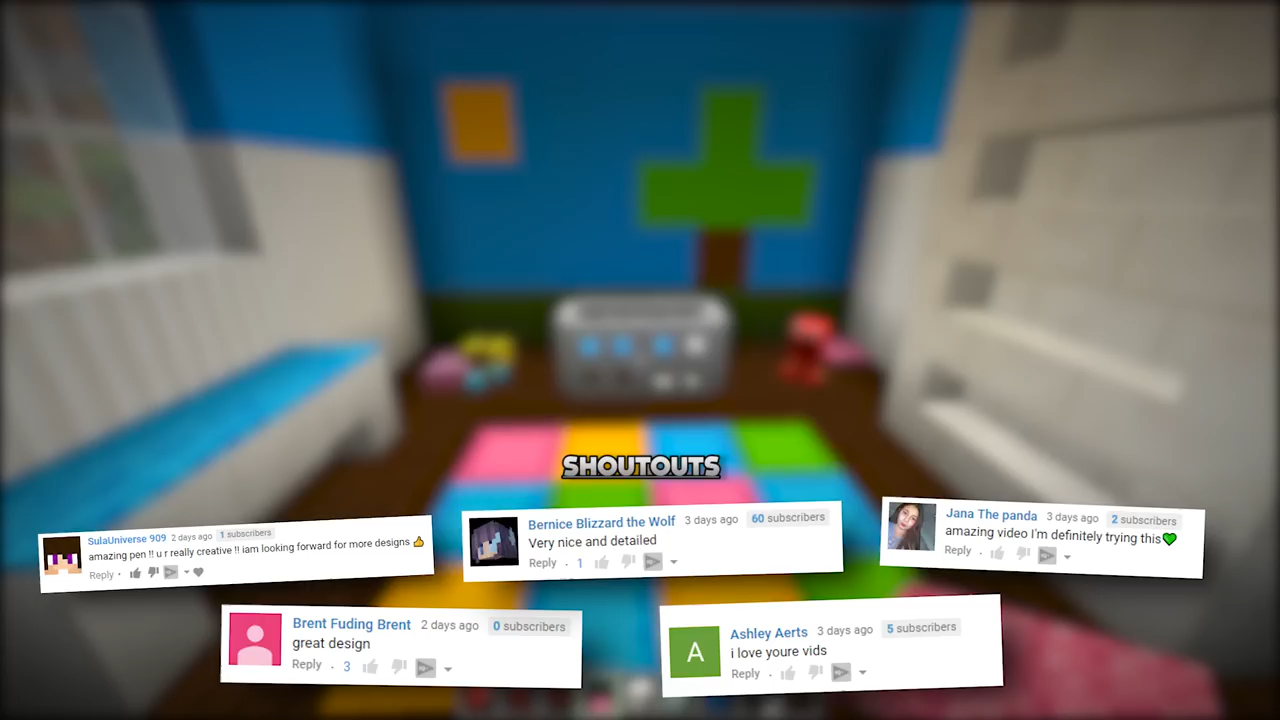 SHOUTOUTS
SulaUniverse 909 2 days ago 1 subscribers
amazing pen !! u r really creative !! iam looking forward for more designs 👍
Reply
Bernice Blizzard the Wolf 3 days ago 60 subscribers
Very nice and detailed
Reply · 1
Jana The panda 3 days ago 2 subscribers
amazing video I'm definitely trying this💚
Reply
Brent Fuding Brent 2 days ago 0 subscribers
great design
Reply · 3
A
Ashley Aerts 3 days ago 5 subscribers
i love youre vids
Reply